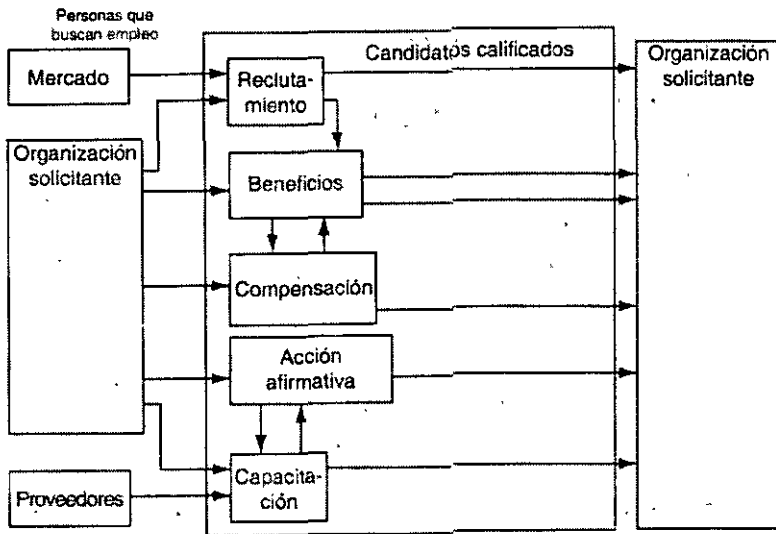 Personas que
buscan empleo
Mercado
Recluta-
miento
Candidatos calificados
Organización
solicitante
Organización
solicitante
Beneficios
Compensación
Acción
afirmativa
Capacita-
ción
Proveedores